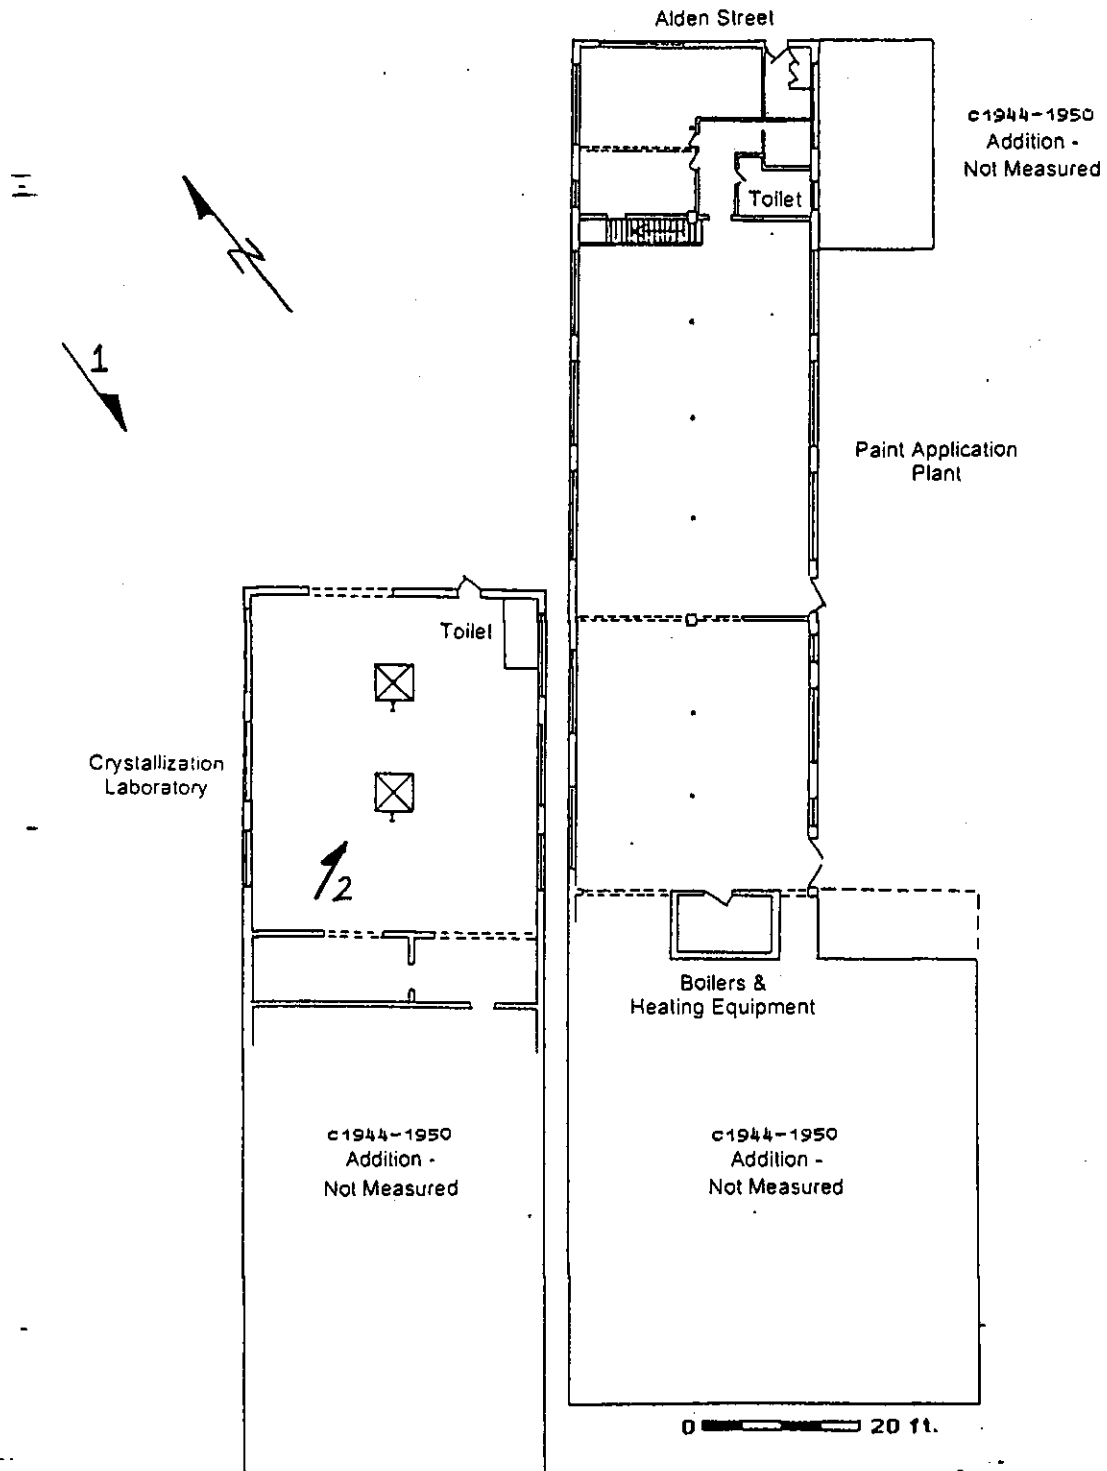 Alden Street
c1944-1950
Addition -
Not Measured
Toilet
N
1
Paint Application
Plant
Toilet
Crystallization
Laboratory
2
Boilers &
Heating Equipment
c1944-1950
Addition -
Not Measured
c1944-1950
Addition -
Not Measured
0 20 ft.